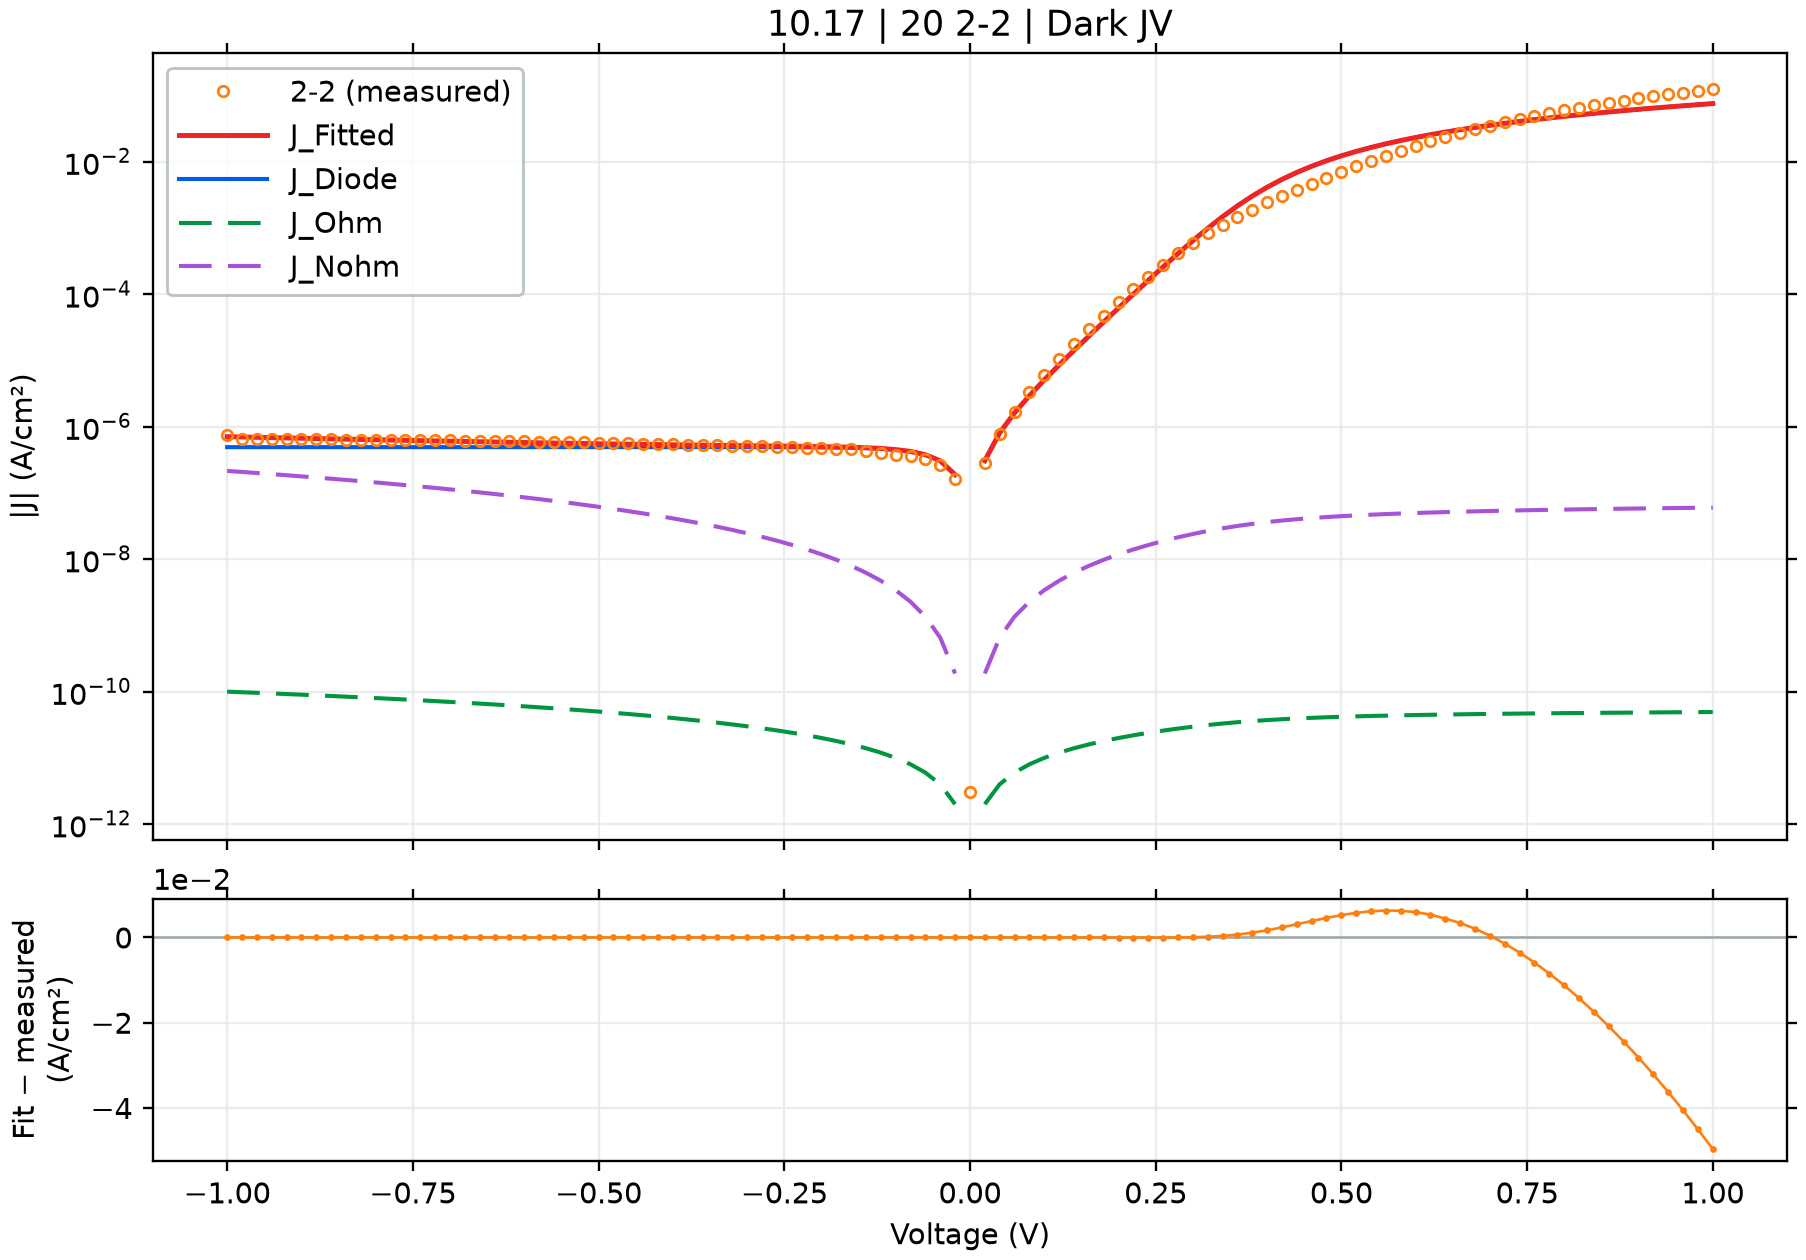 10.17 | 20 2-2 | Dark JV
2-2 (measured)
J_Fitted
J_Diode
J_Ohm
J_Nohm
10⁻²
10⁻⁴
10⁻⁶
10⁻⁸
10⁻¹⁰
10⁻¹²
|J| (A/cm²)
1e−2
0
−2
−4
Fit − measured
(A/cm²)
−1.00 −0.75 −0.50 −0.25 0.00 0.25 0.50 0.75 1.00
Voltage (V)